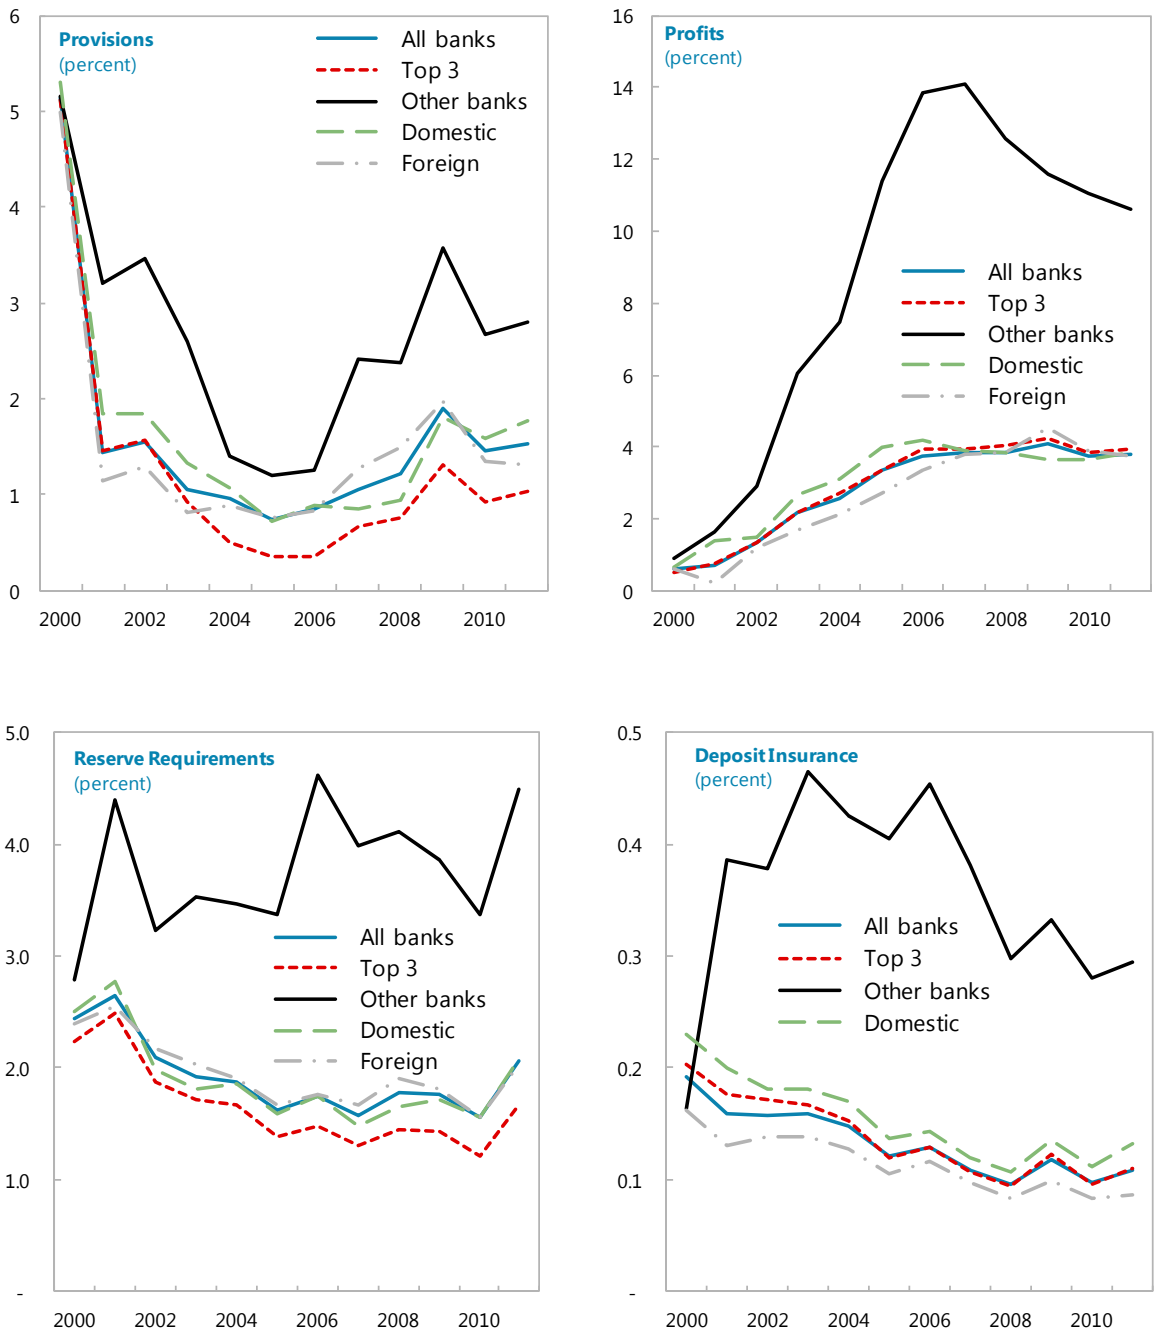 Provisions
(percent)
All banks
Top 3
Other banks
Domestic
Foreign
6
5
4
3
2
1
0
2000 2002 2004 2006 2008 2010
Profits
(percent)
All banks
Top 3
Other banks
Domestic
Foreign
16
14
12
10
8
6
4
2
0
2000 2002 2004 2006 2008 2010
Reserve Requirements
(percent)
All banks
Top 3
Other banks
Domestic
Foreign
5.0
4.0
3.0
2.0
1.0
-
2000 2002 2004 2006 2008 2010
Deposit Insurance
(percent)
All banks
Top 3
Other banks
Domestic
0.5
0.4
0.3
0.2
0.1
-
2000 2002 2004 2006 2008 2010